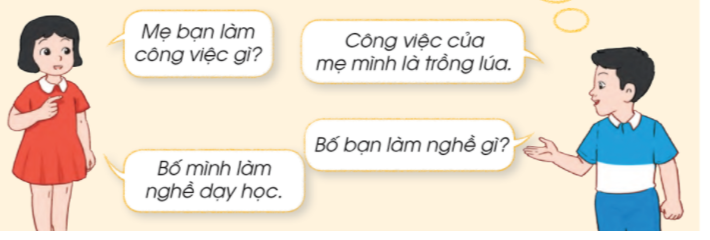 Mẹ bạn làm
công việc gì?
Công việc của
mẹ mình là trồng lúa.
Bố bạn làm nghề gì?
Bố mình làm
nghề dạy học.